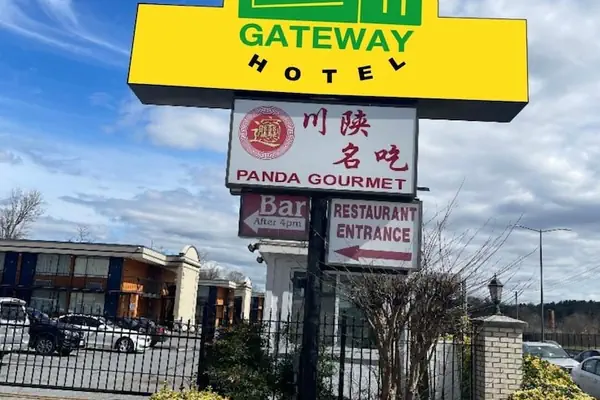 GATEWAY
HOTEL
川陕
名吃
PANDA GOURMET
Bar
After 4pm
RESTAURANT
ENTRANCE